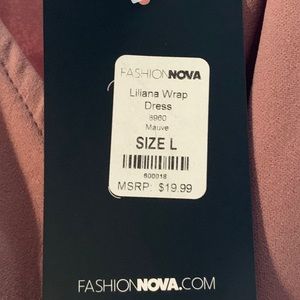 FASHIONNOVA
Liliana Wrap
Dress
8960
Mauve
SIZE L
600018
MSRP: $19.99
FASHIONNOVA.COM